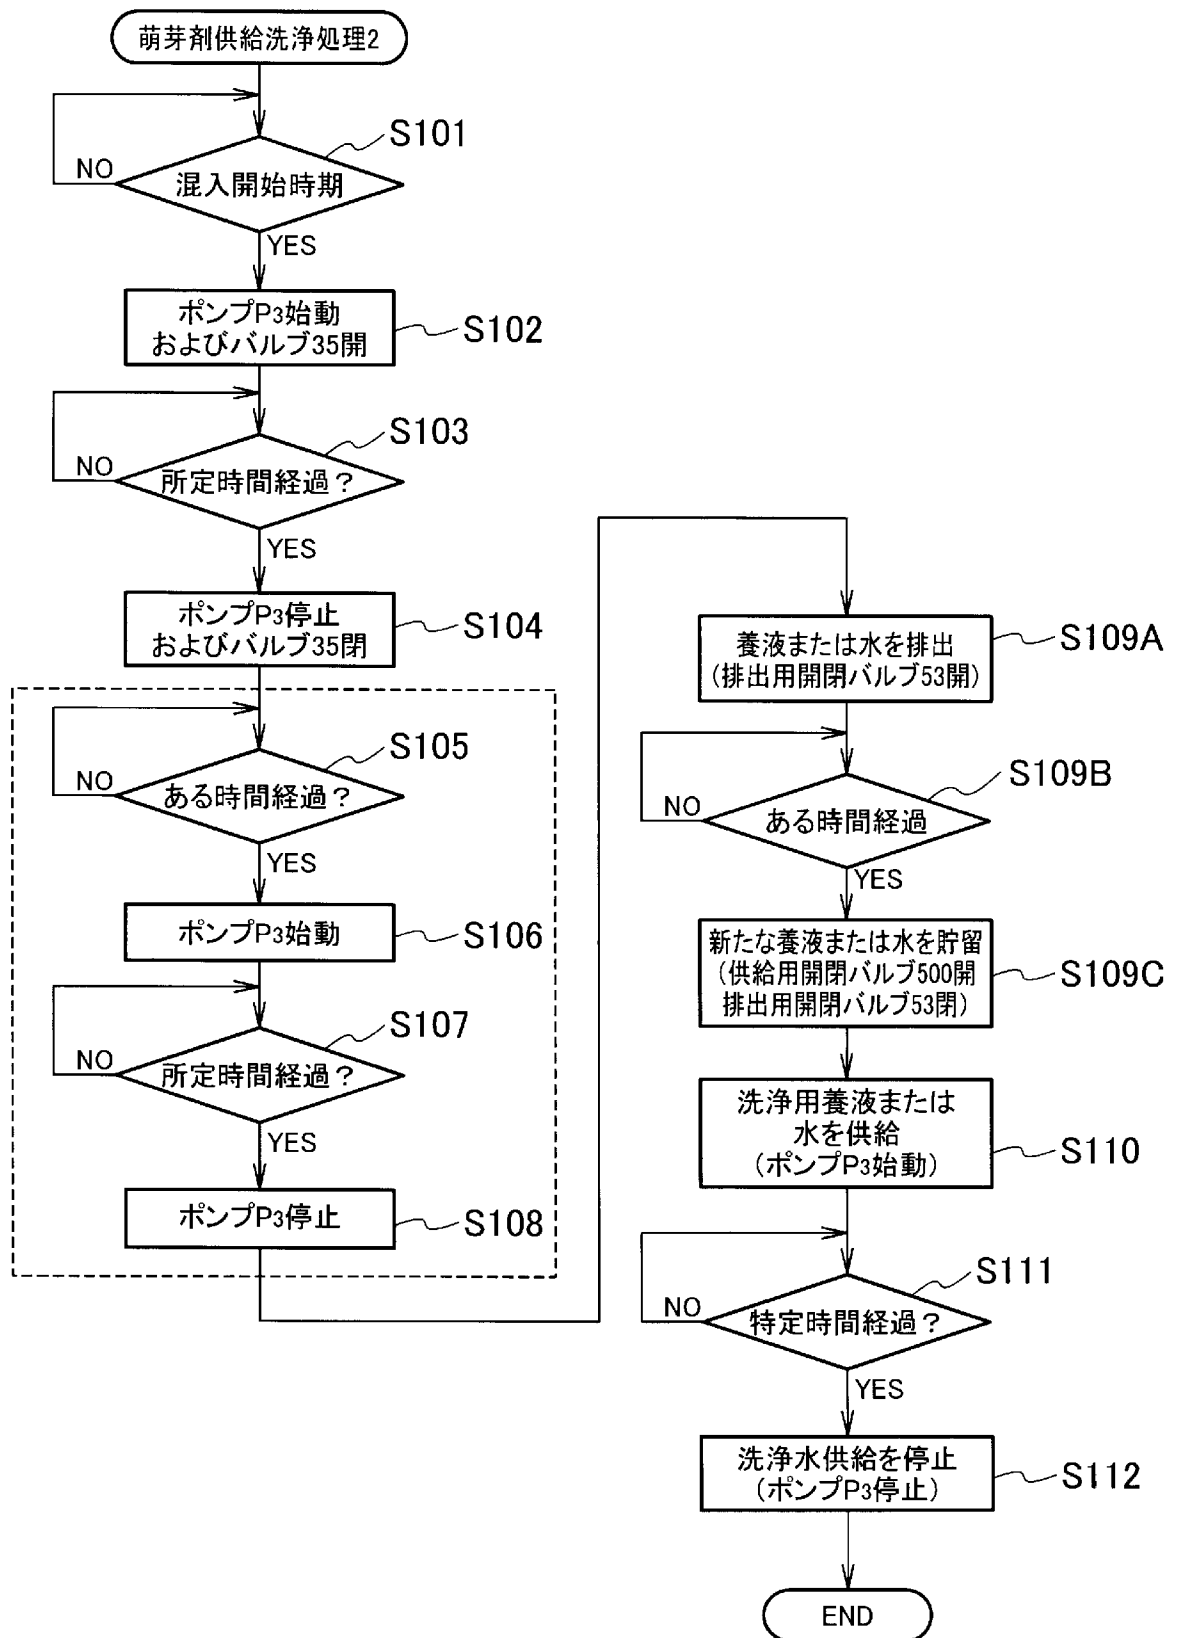 萌芽剤供給洗浄処理2
S101
NO
混入開始時期
YES
ポンプP3始動
およびバルブ35開
S102
S103
NO
所定時間経過?
YES
ポンプP3停止
およびバルブ35閉
S104
S105
NO
ある時間経過?
YES
ポンプP3始動
S106
S107
NO
所定時間経過?
YES
ポンプP3停止
S108
養液または水を排出
(排出用開閉バルブ53開)
S109A
S109B
NO
ある時間経過
YES
新たな養液または水を貯留
(供給用開閉バルブ500開
排出用開閉バルブ53閉)
S109C
洗浄用養液または
水を供給
(ポンプP3始動)
S110
S111
NO
特定時間経過?
YES
洗浄水供給を停止
(ポンプP3停止)
S112
END